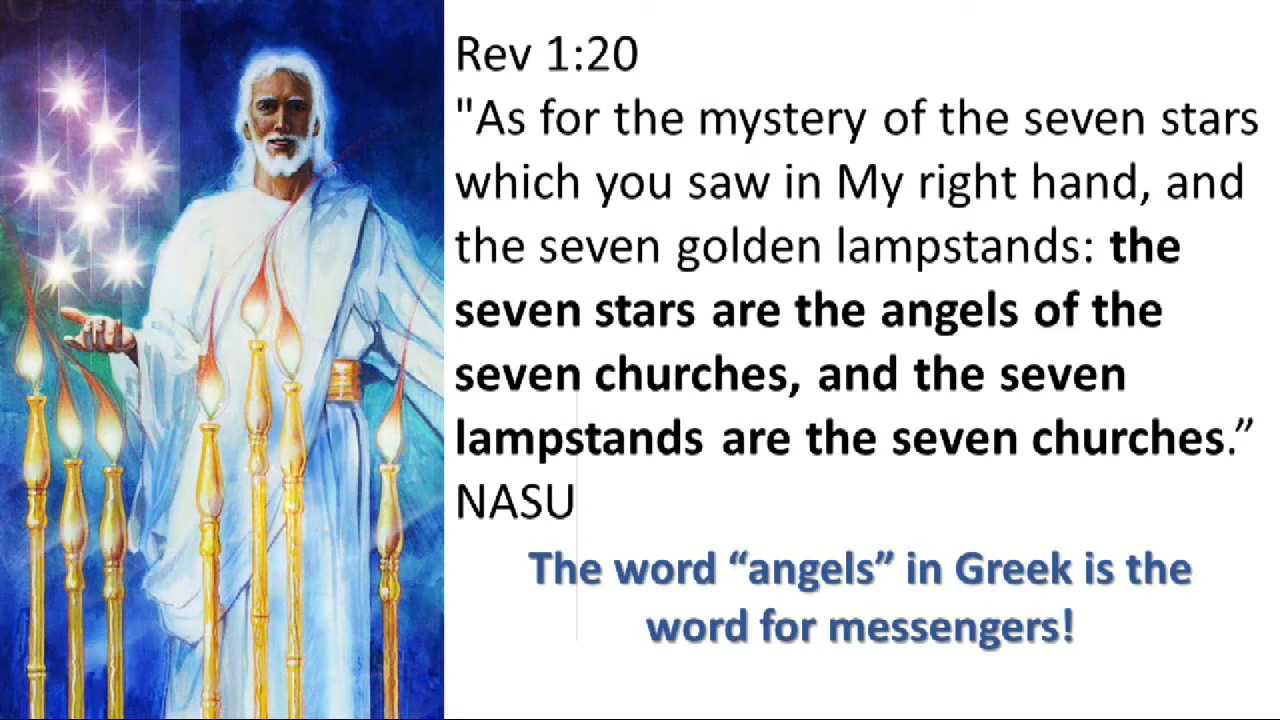 Rev 1:20
"As for the mystery of the seven stars
which you saw in My right hand, and
the seven golden lampstands: the
seven stars are the angels of the
seven churches, and the seven
lampstands are the seven churches.”
NASU
The word “angels” in Greek is the
word for messengers!